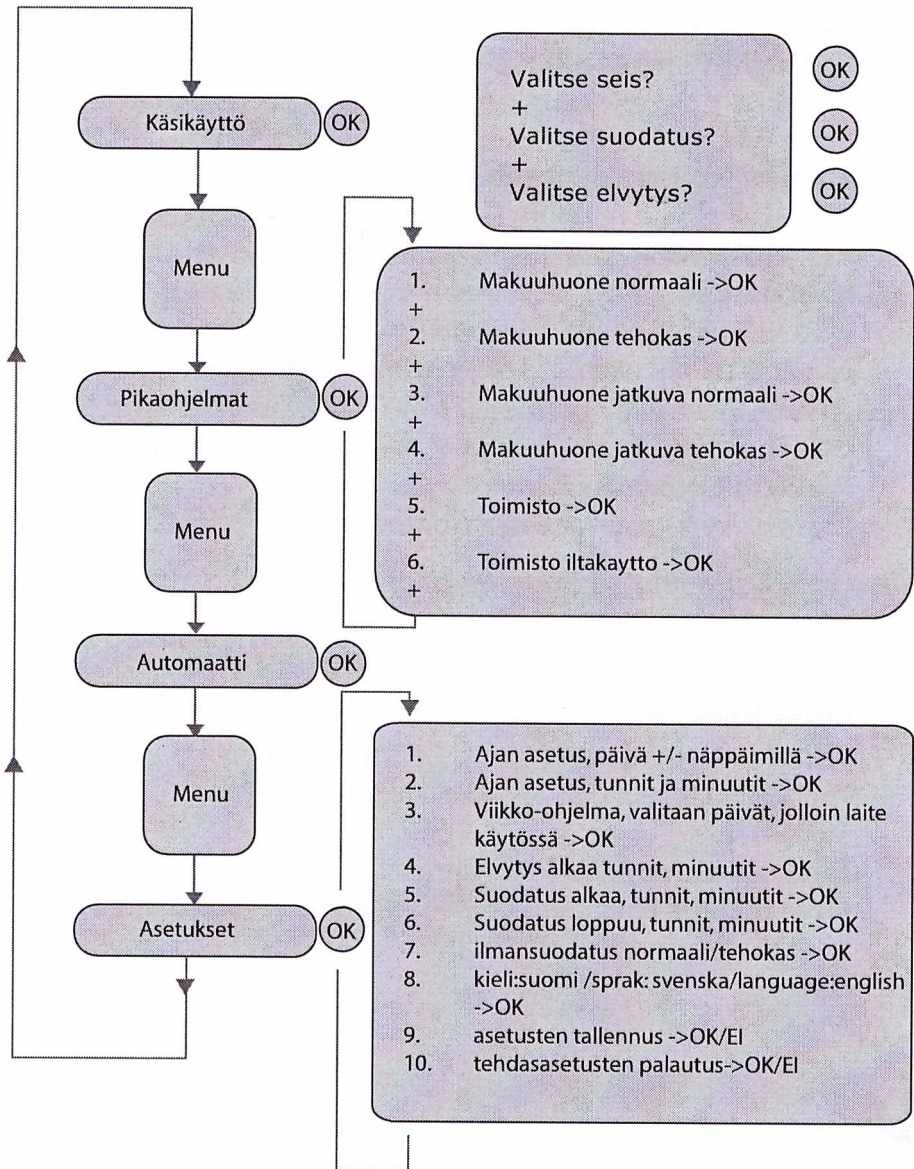 Käsikäyttö
OK
Valitse seis?
OK
+
Valitse suodatus?
OK
+
Valitse elvytys?
OK
Menu
Pikaohjelmat
OK
1. Makuuhuone normaali ->OK
+
2. Makuuhuone tehokas ->OK
+
3. Makuuhuone jatkuva normaali ->OK
+
4. Makuuhuone jatkuva tehokas ->OK
+
5. Toimisto ->OK
+
6. Toimisto iltakaytto ->OK
+
Menu
Automaatti
OK
Menu
Asetukset
OK
1. Ajan asetus, päivä +/- näppäimillä ->OK
2. Ajan asetus, tunnit ja minuutit ->OK
3. Viikko-ohjelma, valitaan päivät, jolloin laite
käytössä ->OK
4. Elvytys alkaa tunnit, minuutit ->OK
5. Suodatus alkaa, tunnit, minuutit ->OK
6. Suodatus loppuu, tunnit, minuutit ->OK
7. ilmansuodatus normaali/tehokas ->OK
8. kieli:suomi /sprak: svenska/language:english
->OK
9. asetusten tallennus ->OK/EI
10. tehdasasetusten palautus->OK/EI